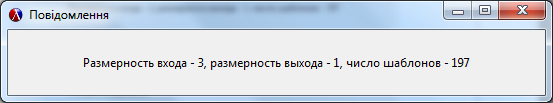 Повідомлення
Размерность входа - 3, размерность выхода - 1, число шаблонов - 197